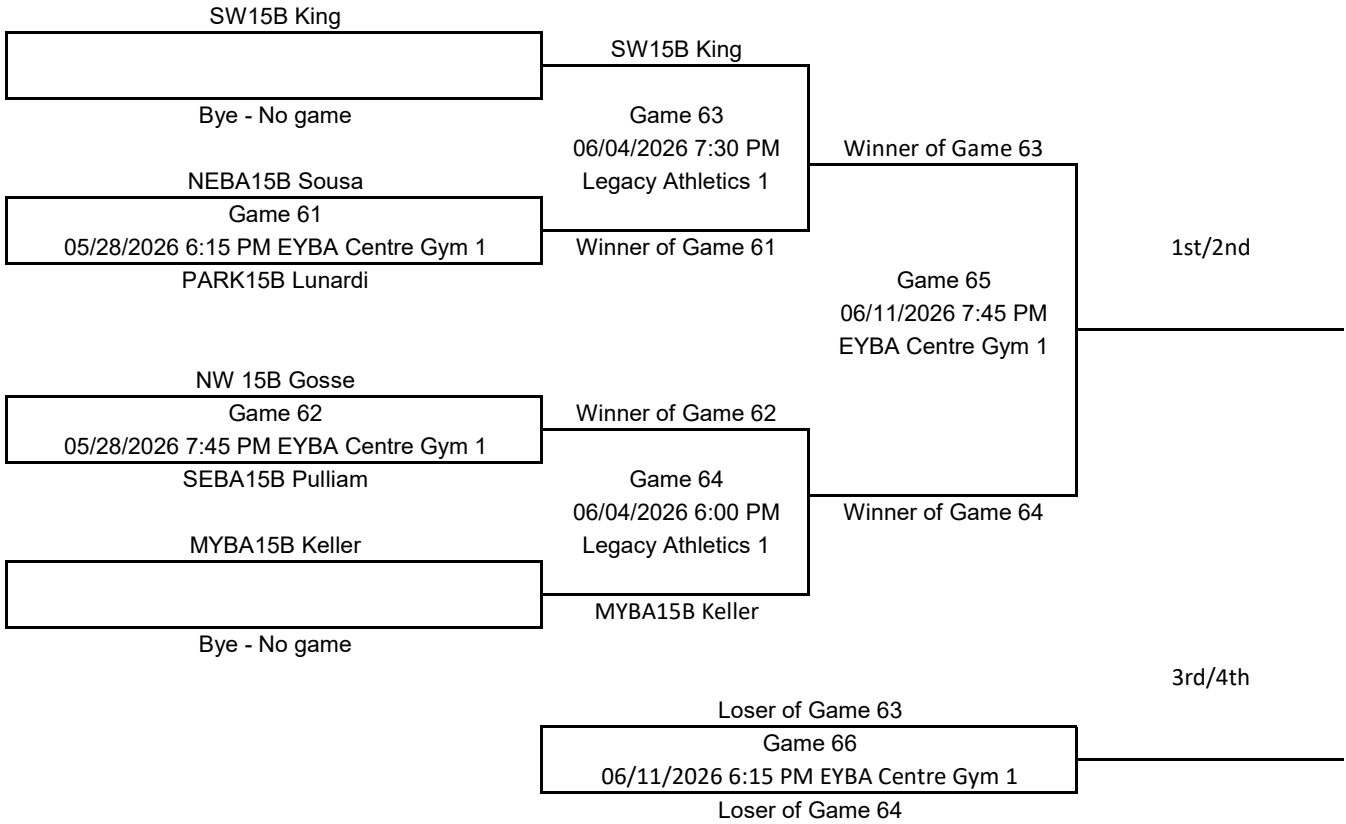 SW15B King
Bye - No game
NEBA15B Sousa
Game 61
05/28/2026 6:15 PM EYBA Centre Gym 1
PARK15B Lunardi
NW 15B Gosse
Game 62
05/28/2026 7:45 PM EYBA Centre Gym 1
SEBA15B Pulliam
MYBA15B Keller
Bye - No game
SW15B King
Game 63
06/04/2026 7:30 PM
Legacy Athletics 1
Winner of Game 61
Winner of Game 62
Game 64
06/04/2026 6:00 PM
Legacy Athletics 1
MYBA15B Keller
Winner of Game 63
Game 65
06/11/2026 7:45 PM
EYBA Centre Gym 1
Winner of Game 64
1st/2nd
Loser of Game 63
Game 66
06/11/2026 6:15 PM EYBA Centre Gym 1
Loser of Game 64
3rd/4th